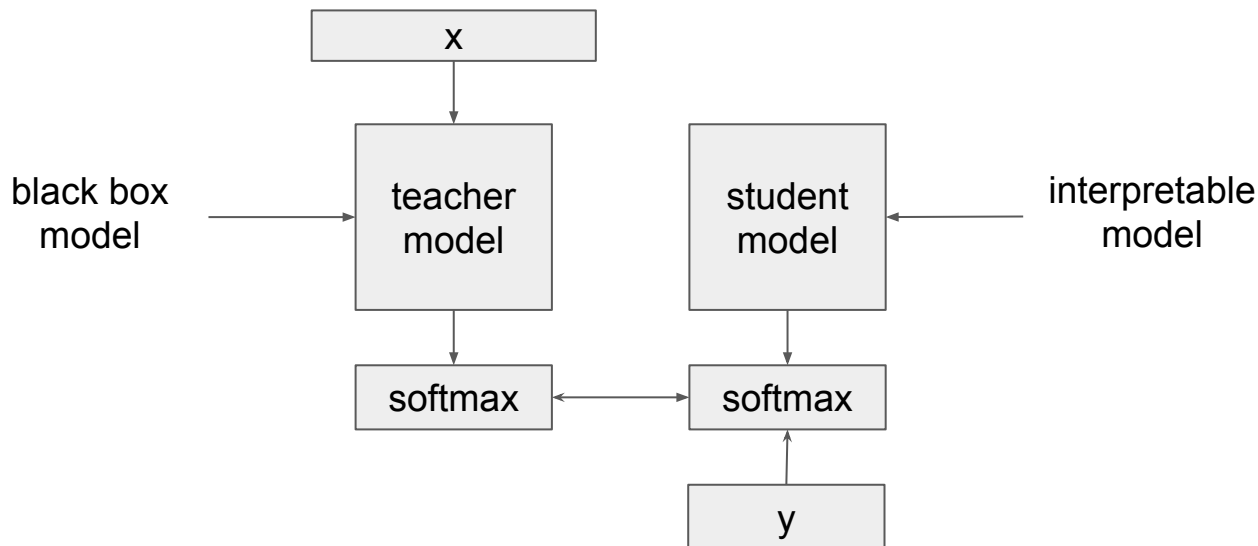 x
black box
model
teacher
model
student
model
interpretable
model
softmax
softmax
y